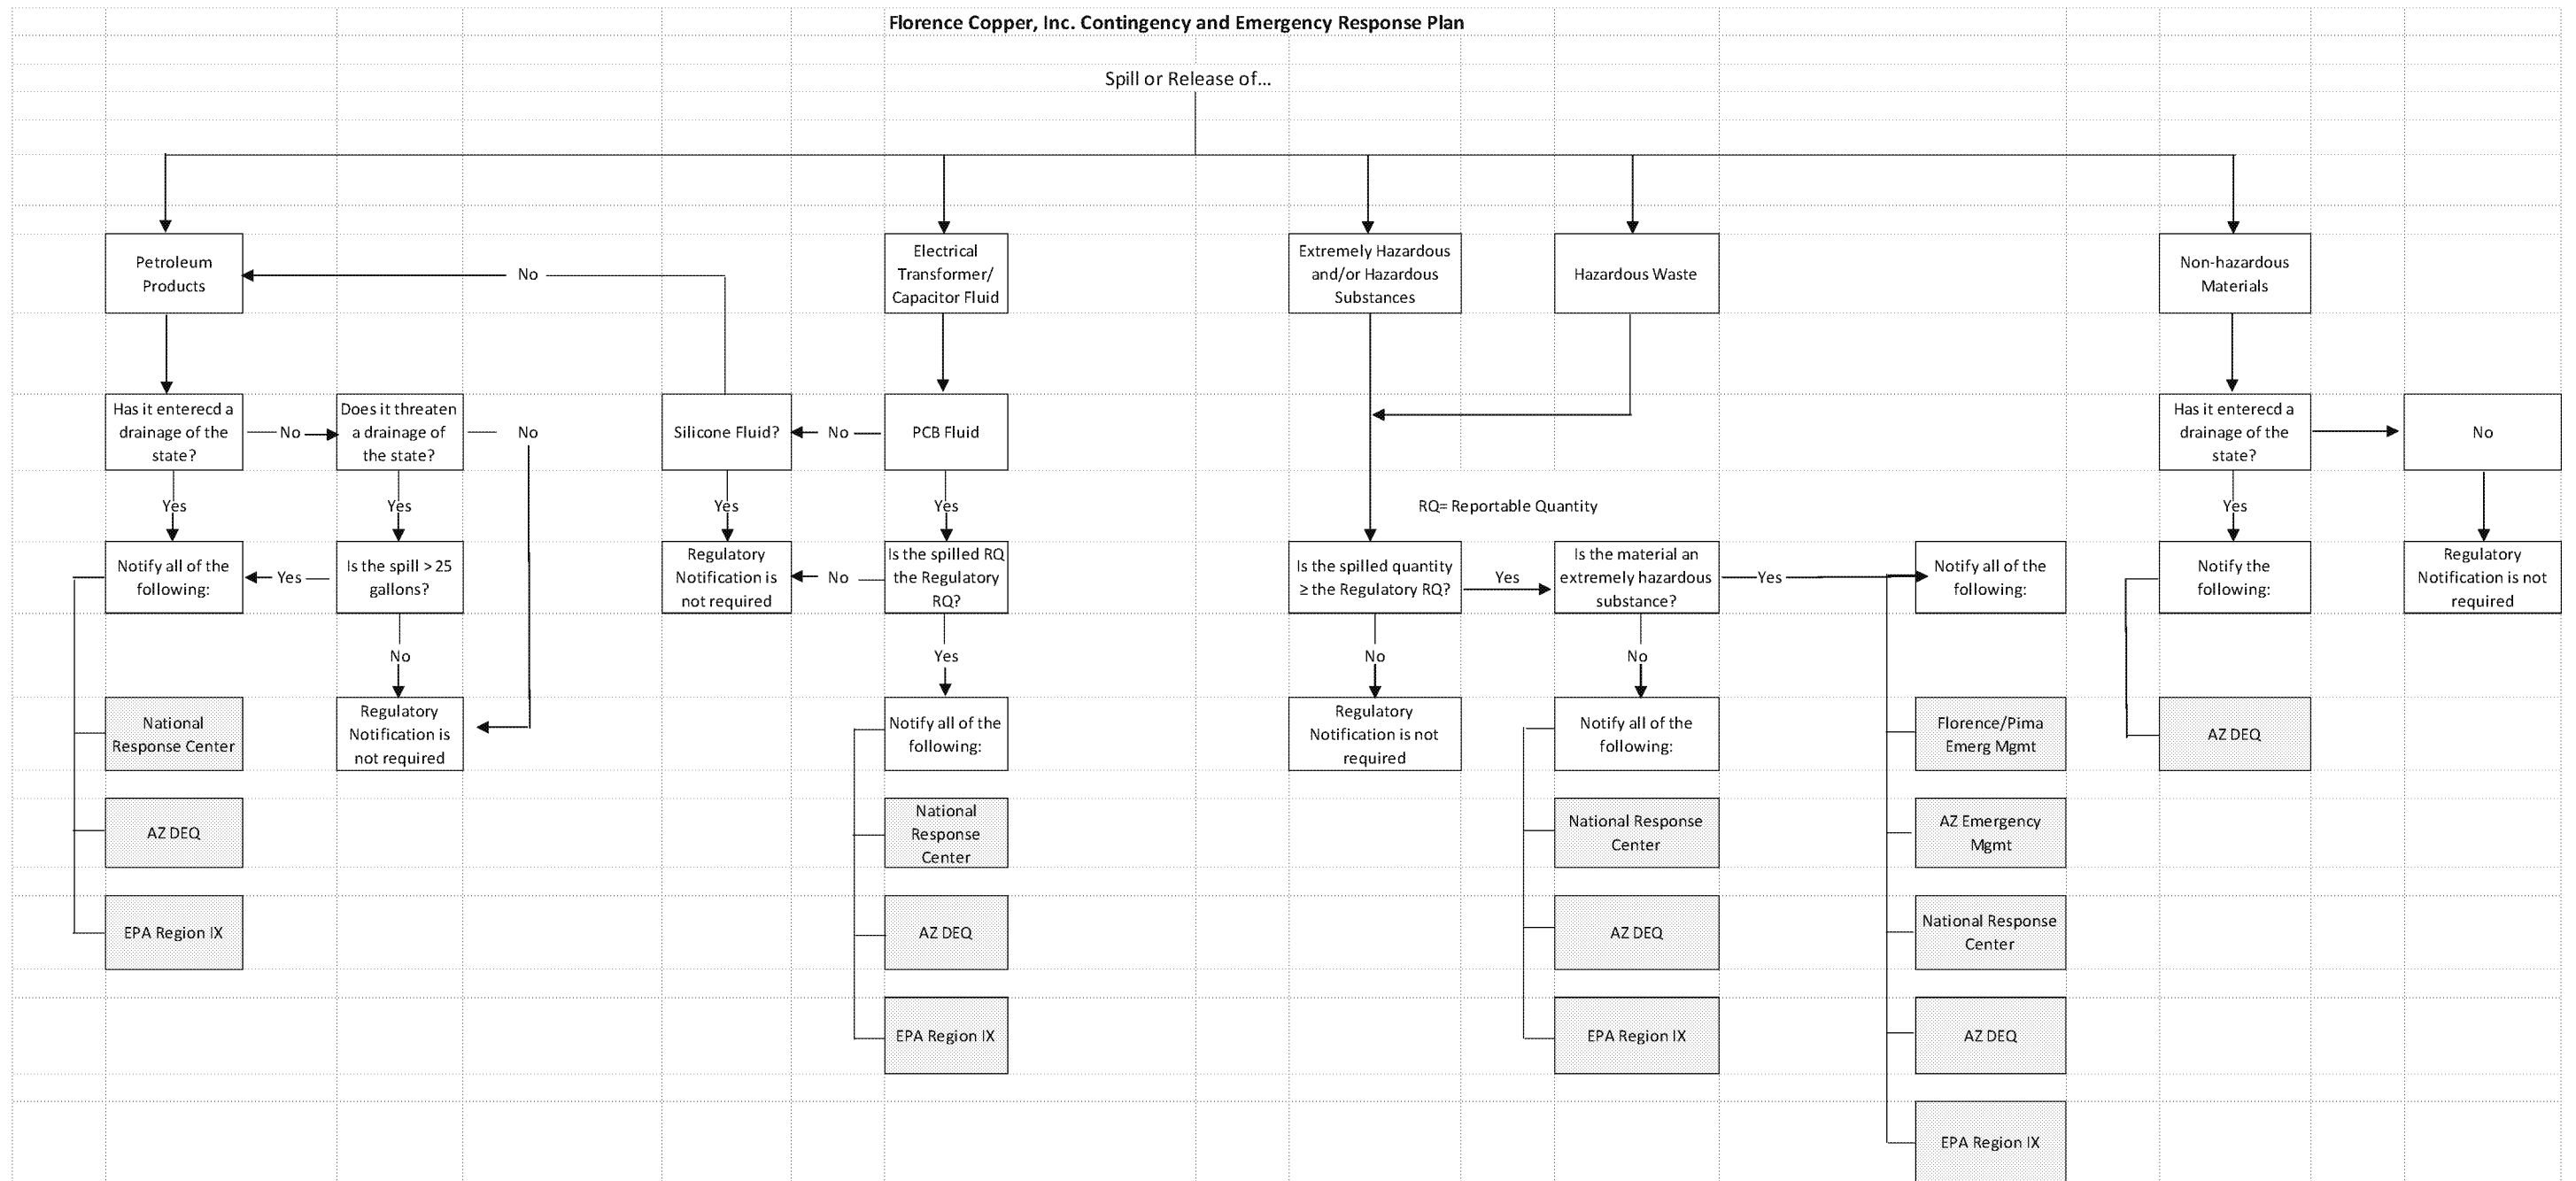 Florence Copper, Inc. Contingency and Emergency Response Plan
Spill or Release of...
Petroleum
Products
No
Electrical
Transformer/
Capacitor Fluid
Extremely Hazardous
and/or Hazardous
Substances
Hazardous Waste
Non-hazardous
Materials
Has it enterecd a
drainage of the
state?
No
Does it threaten
a drainage of
the state?
No
Silicone Fluid?
No
PCB Fluid
Has it enterecd a
drainage of the
state?
No
Yes
Yes
Yes
Yes
RQ= Reportable Quantity
Yes
Notify all of the
following:
Yes
Is the spill > 25
gallons?
Regulatory
Notification is
not required
No
Is the spilled RQ
the Regulatory
RQ?
Is the spilled quantity
≥ the Regulatory RQ?
Yes
Is the material an
extremely hazardous
substance?
Yes
Notify all of the
following:
Notify the
following:
Regulatory
Notification is not
required
No
Yes
No
No
National
Response Center
Regulatory
Notification is
not required
Notify all of the
following:
Regulatory
Notification is not
required
Notify all of the
following:
Florence/Pima
Emerg Mgmt
AZ DEQ
AZ DEQ
National
Response
Center
National Response
Center
AZ Emergency
Mgmt
EPA Region IX
AZ DEQ
AZ DEQ
National Response
Center
EPA Region IX
EPA Region IX
AZ DEQ
EPA Region IX